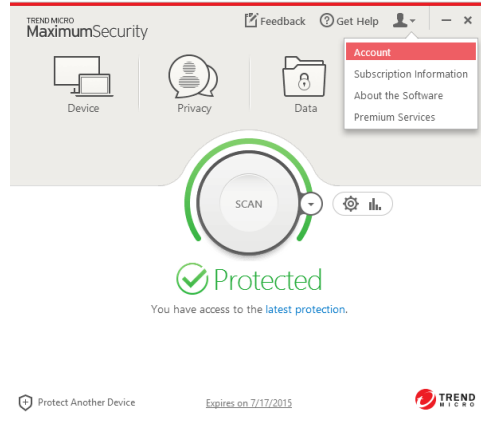 TREND MICRO
MaximumSecurity
Feedback
Get Help
Account
Subscription Information
About the Software
Premium Services
Device
Privacy
Data
SCAN
Protected
You have access to the latest protection.
Protect Another Device
Expires on 7/17/2015
TREND
MICRO